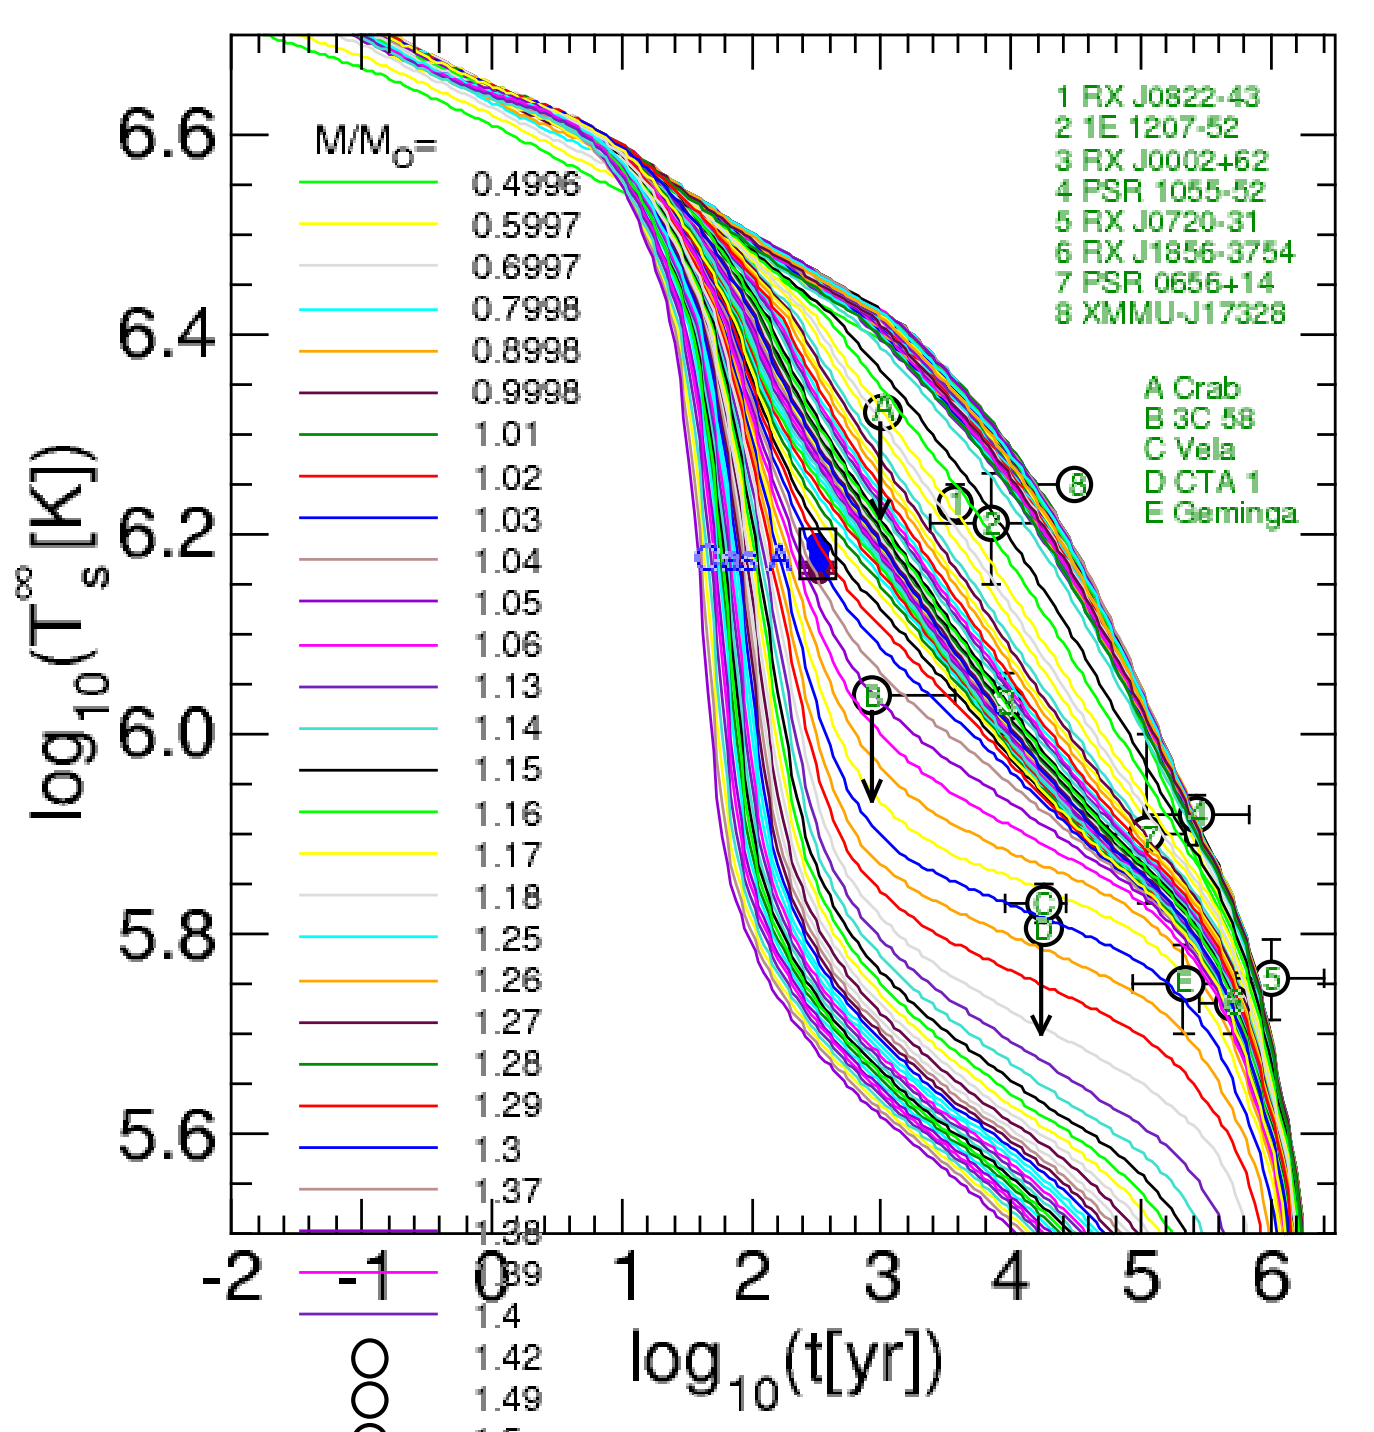 1 RX J0822-43
2 1E 1207-52
3 RX J0002+62
4 PSR 1055-52
5 RX J0720-31
6 RX J1856-3754
7 PSR 0656+14
8 XMMU-J17328
A Crab
B 3C 58
C Vela
D CTA 1
E Geminga
M/M_O=
0.4996
0.5997
0.6997
0.7998
0.8998
0.9998
1.01
1.02
1.03
1.04
1.05
1.06
1.13
1.14
1.15
1.16
1.17
1.18
1.25
1.26
1.27
1.28
1.29
1.3
1.37
1.38
1.39
1.4
1.42
1.49
6.6
6.4
6.2
6.0
5.8
5.6
log10(T∞s [K])
Cas A
A
1
2
8
B
4
7
C
D
E
5
6
-2 -1 0 1 2 3 4 5 6
log10(t[yr])